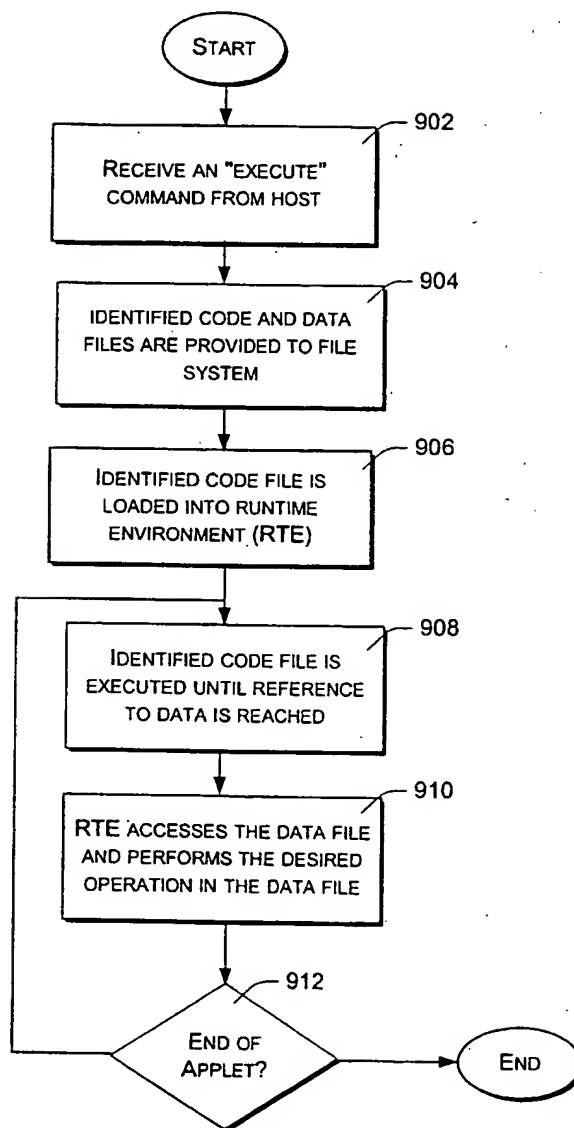 START
902
RECEIVE AN "EXECUTE"
COMMAND FROM HOST
904
IDENTIFIED CODE AND DATA
FILES ARE PROVIDED TO FILE
SYSTEM
906
IDENTIFIED CODE FILE IS
LOADED INTO RUNTIME
ENVIRONMENT (RTE)
908
IDENTIFIED CODE FILE IS
EXECUTED UNTIL REFERENCE
TO DATA IS REACHED
910
RTE ACCESSES THE DATA FILE
AND PERFORMS THE DESIRED
OPERATION IN THE DATA FILE
912
END OF
APPLET?
END